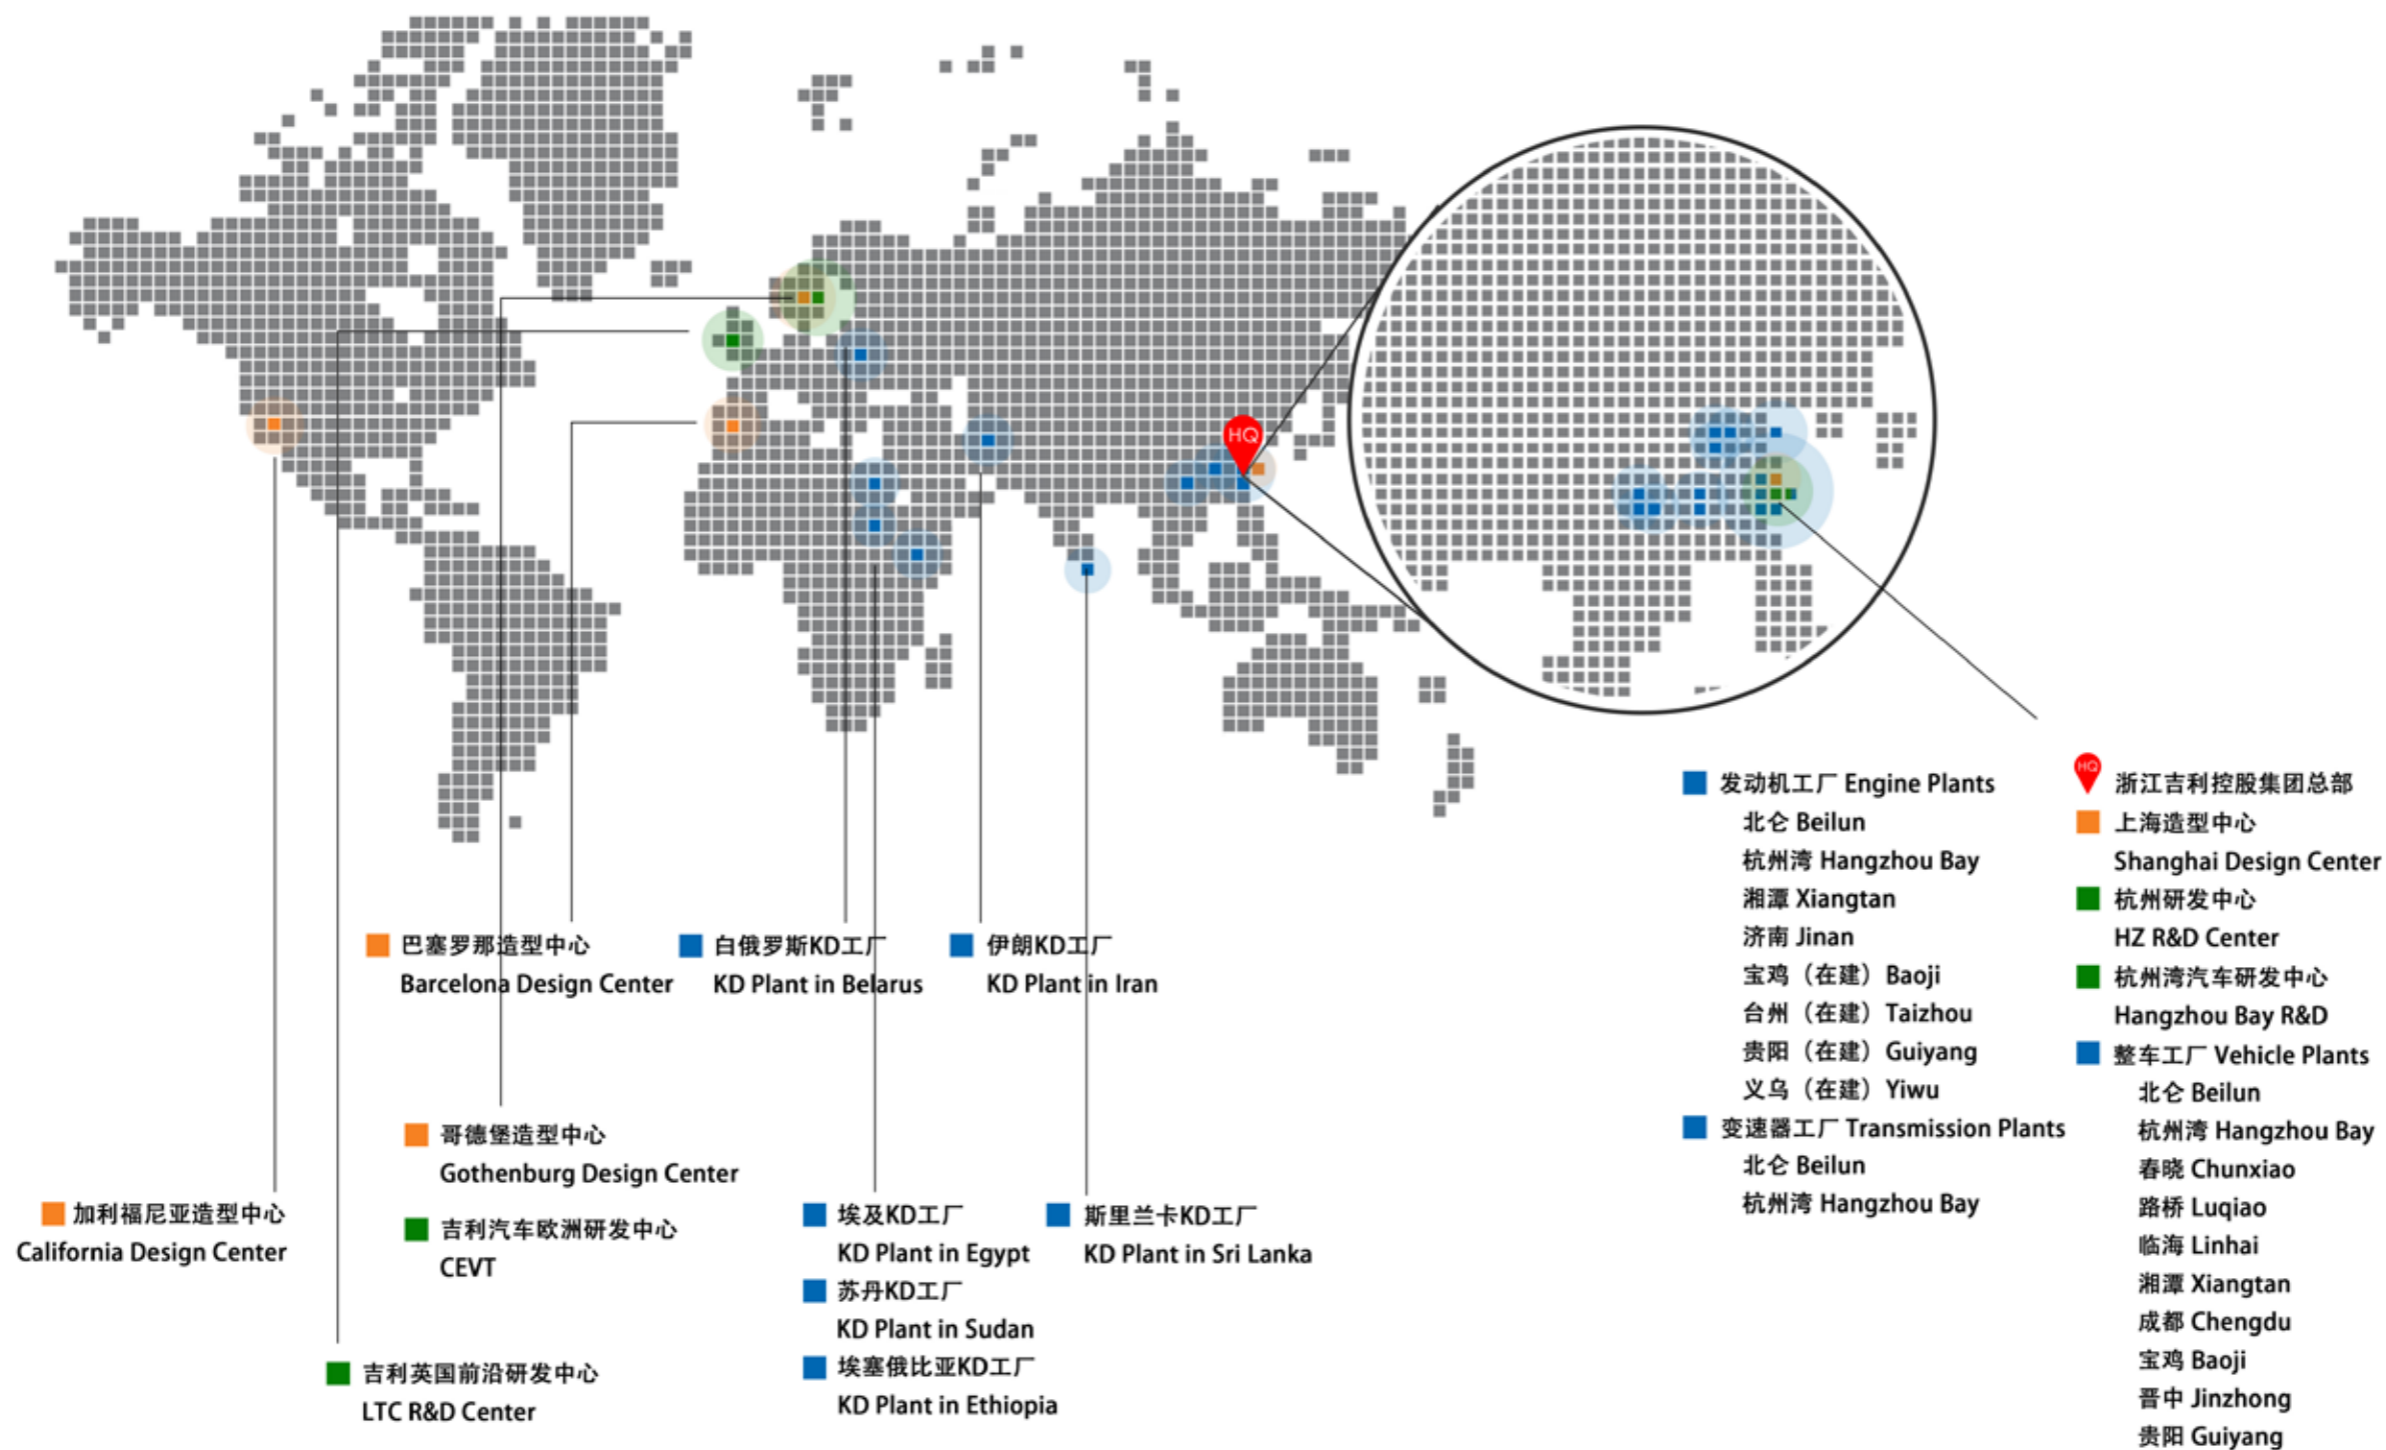 HQ
巴塞罗那造型中心
Barcelona Design Center
白俄罗斯KD工厂
KD Plant in Belarus
伊朗KD工厂
KD Plant in Iran
哥德堡造型中心
Gothenburg Design Center
吉利汽车欧洲研发中心
CEVT
加利福尼亚造型中心
California Design Center
吉利英国前沿研发中心
LTC R&D Center
埃及KD工厂
KD Plant in Egypt
苏丹KD工厂
KD Plant in Sudan
埃塞俄比亚KD工厂
KD Plant in Ethiopia
斯里兰卡KD工厂
KD Plant in Sri Lanka
发动机工厂 Engine Plants
北仑 Beilun
杭州湾 Hangzhou Bay
湘潭 Xiangtan
济南 Jinan
宝鸡（在建）Baoji
台州（在建）Taizhou
贵阳（在建）Guiyang
义乌（在建）Yiwu
变速器工厂 Transmission Plants
北仑 Beilun
杭州湾 Hangzhou Bay
HQ 浙江吉利控股集团总部
上海造型中心
Shanghai Design Center
杭州研发中心
HZ R&D Center
杭州湾汽车研发中心
Hangzhou Bay R&D
整车工厂 Vehicle Plants
北仑 Beilun
杭州湾 Hangzhou Bay
春晓 Chunxiao
路桥 Luqiao
临海 Linhai
湘潭 Xiangtan
成都 Chengdu
宝鸡 Baoji
晋中 Jinzhong
贵阳 Guiyang